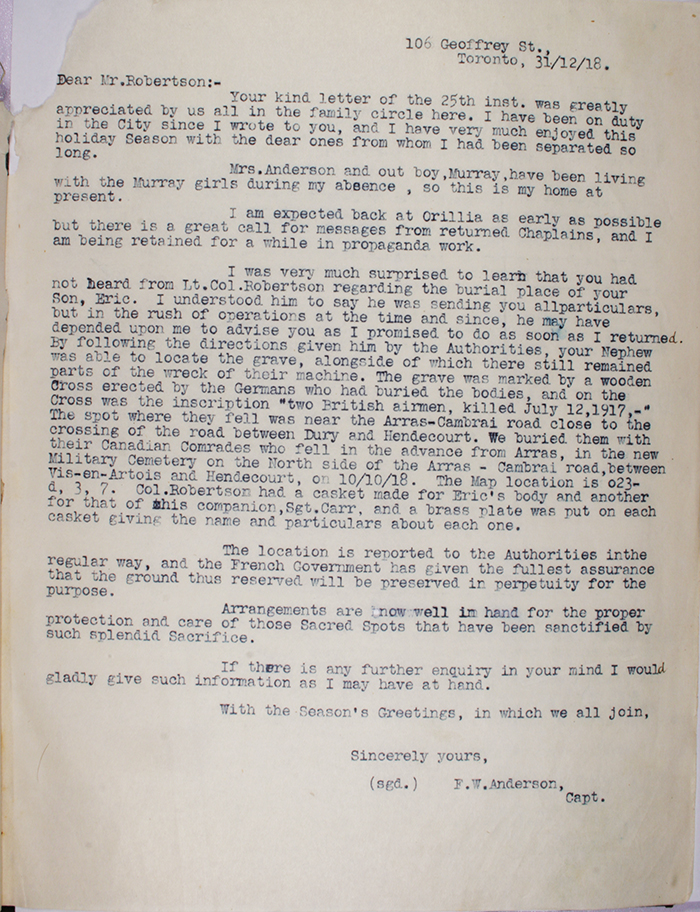 106 Geoffrey St.,
Toronto, 31/12/18.
Dear Mr.Robertson:-
Your kind letter of the 25th inst. was greatly
appreciated by us all in the family circle here. I have been on duty
in the City since I wrote to you, and I have very much enjoyed this
holiday Season with the dear ones from whom I had been separated so
long.
Mrs.Anderson and out boy,Murray,have been living
with the Murray girls during my absence , so this is my home at
present.
I am expected back at Orillia as early as possible
but there is a great call for messages from returned Chaplains, and I
am being retained for a while in propaganda work.
I was very much surprised to learn that you had
not heard from Lt.Col.Robertson regarding the burial place of your
Son, Eric. I understood him to say he was sending you allparticulars,
but in the rush of operations at the time and since, he may have
depended upon me to advise you as I promised to do as soon as I returned.
By following the directions given him by the Authorities, your Nephew
was able to locate the grave, alongside of which there still remained
parts of the wreck of their machine. The grave was marked by a wooden
Cross erected by the Germans who had buried the bodies, and on the
Cross was the inscription "two British airmen, killed July 12,1917,-"
The spot where they fell was near the Arras-Cambrai road close to the
crossing of the road between Dury and Hendecourt. We buried them with
their Canadian Comrades who fell in the advance from Arras, in the new
Military Cemetery on the North side of the Arras - Cambrai road,between
Vis-en-Artois and Hendecourt, on 10/10/18. The Map location is o23-
d, 3, 7. Col.Robertson had a casket made for Eric's body and another
for that of his companion,Sgt.Carr, and a brass plate was put on each
casket giving the name and particulars about each one.
The location is reported to the Authorities inthe
regular way, and the French Government has given the fullest assurance
that the ground thus reserved will be preserved in perpetuity for the
purpose.
Arrangements are now well in hand for the proper
protection and care of those Sacred Spots that have been sanctified by
such splendid Sacrifice.
If there is any further enquiry in your mind I would
gladly give such information as I may have at hand.
With the Season's Greetings, in which we all join,
Sincerely yours,
(sgd.) F.W.Anderson,
Capt.